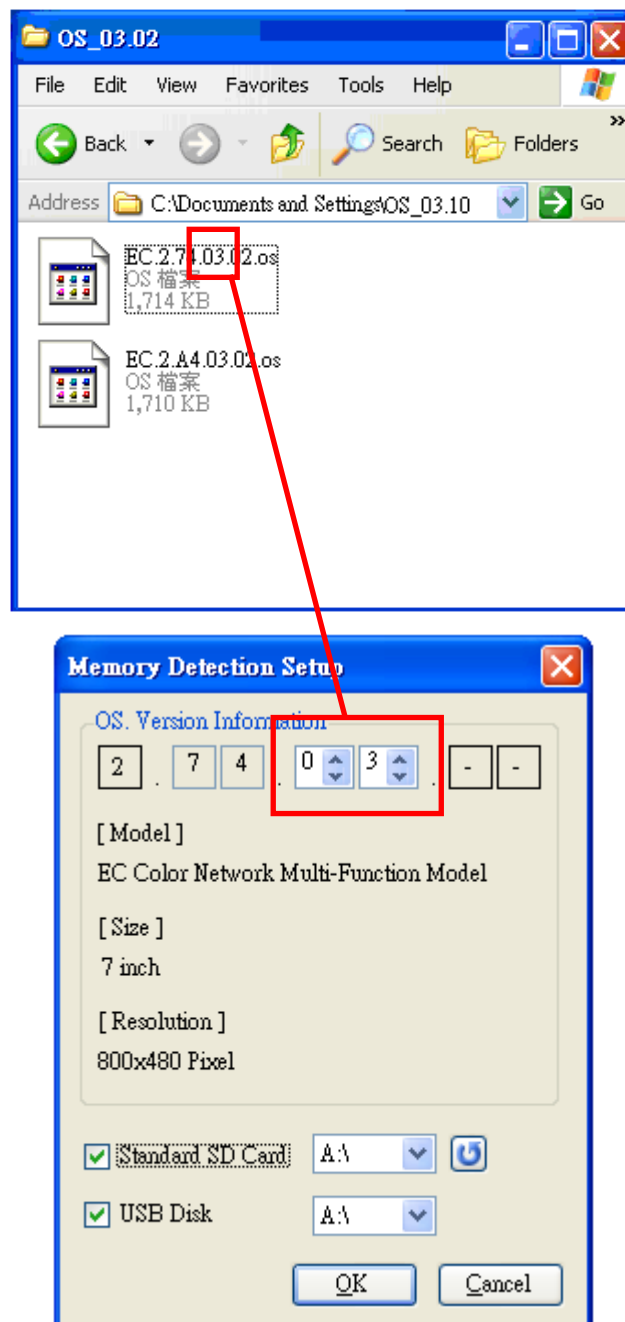 OS_03.02
File Edit View Favorites Tools Help
Back Search Folders »
Address C:\Documents and Settings\OS_03.10 Go
EC.2.74.03.02.os
OS 檔案
1,714 KB
EC.2.A4.03.02.os
OS 檔案
1,710 KB
Memory Detection Setup
OS. Version Information
2 . 7 4 . 0 3 . - -
[ Model ]
EC Color Network Multi-Function Model
[ Size ]
7 inch
[ Resolution ]
800x480 Pixel
Standard SD Card A:\
USB Disk A:\
OK Cancel